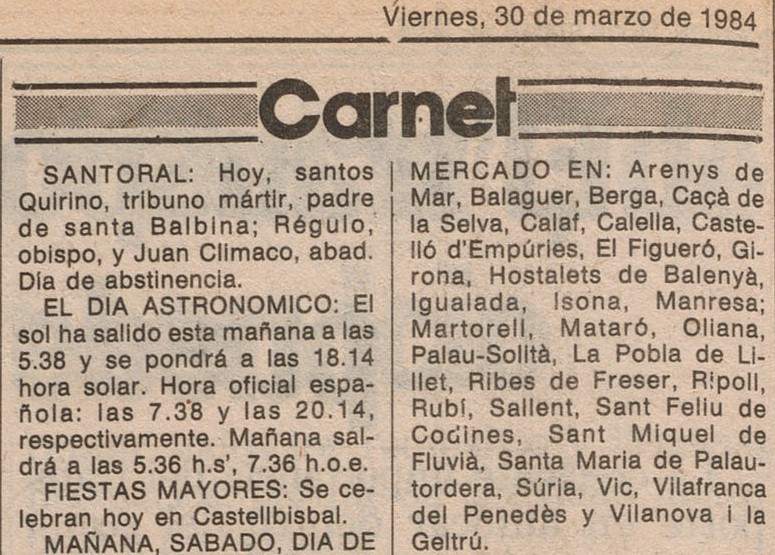 Viernes, 30 de marzo de 1984
Carnet
SANTORAL: Hoy, santos
Quirino, tribuno mártir, padre
de santa Balbina; Régulo,
obispo, y Juan Climaco, abad.
Día de abstinencia.
EL DIA ASTRONOMICO: El
sol ha salido esta mañana a las
5.38 y se pondrá a las 18.14
hora solar. Hora oficial espa-
ñola: las 7.38 y las 20.14,
respectivamente. Mañana sal-
drá a las 5.36 h.s', 7.36 h.o.e.
FIESTAS MAYORES: Se ce-
lebran hoy en Castellbisbal.
MAÑANA, SABADO, DIA DE
MERCADO EN: Arenys de
Mar, Balaguer, Berga, Caçà de
la Selva, Calaf, Calella, Caste-
lló d'Empúries, El Figueró, Gi-
rona, Hostalets de Balenyà,
Igualada, Isona, Manresa;
Martorell, Mataró, Oliana,
Palau-Solità, La Pobla de Li-
llet, Ribes de Freser, Ripoll,
Rubí, Sallent, Sant Feliu de
Codines, Sant Miquel de
Fluvià, Santa Maria de Palau-
tordera, Súria, Vic, Vilafranca
del Penedès y Vilanova i la
Geltrú.